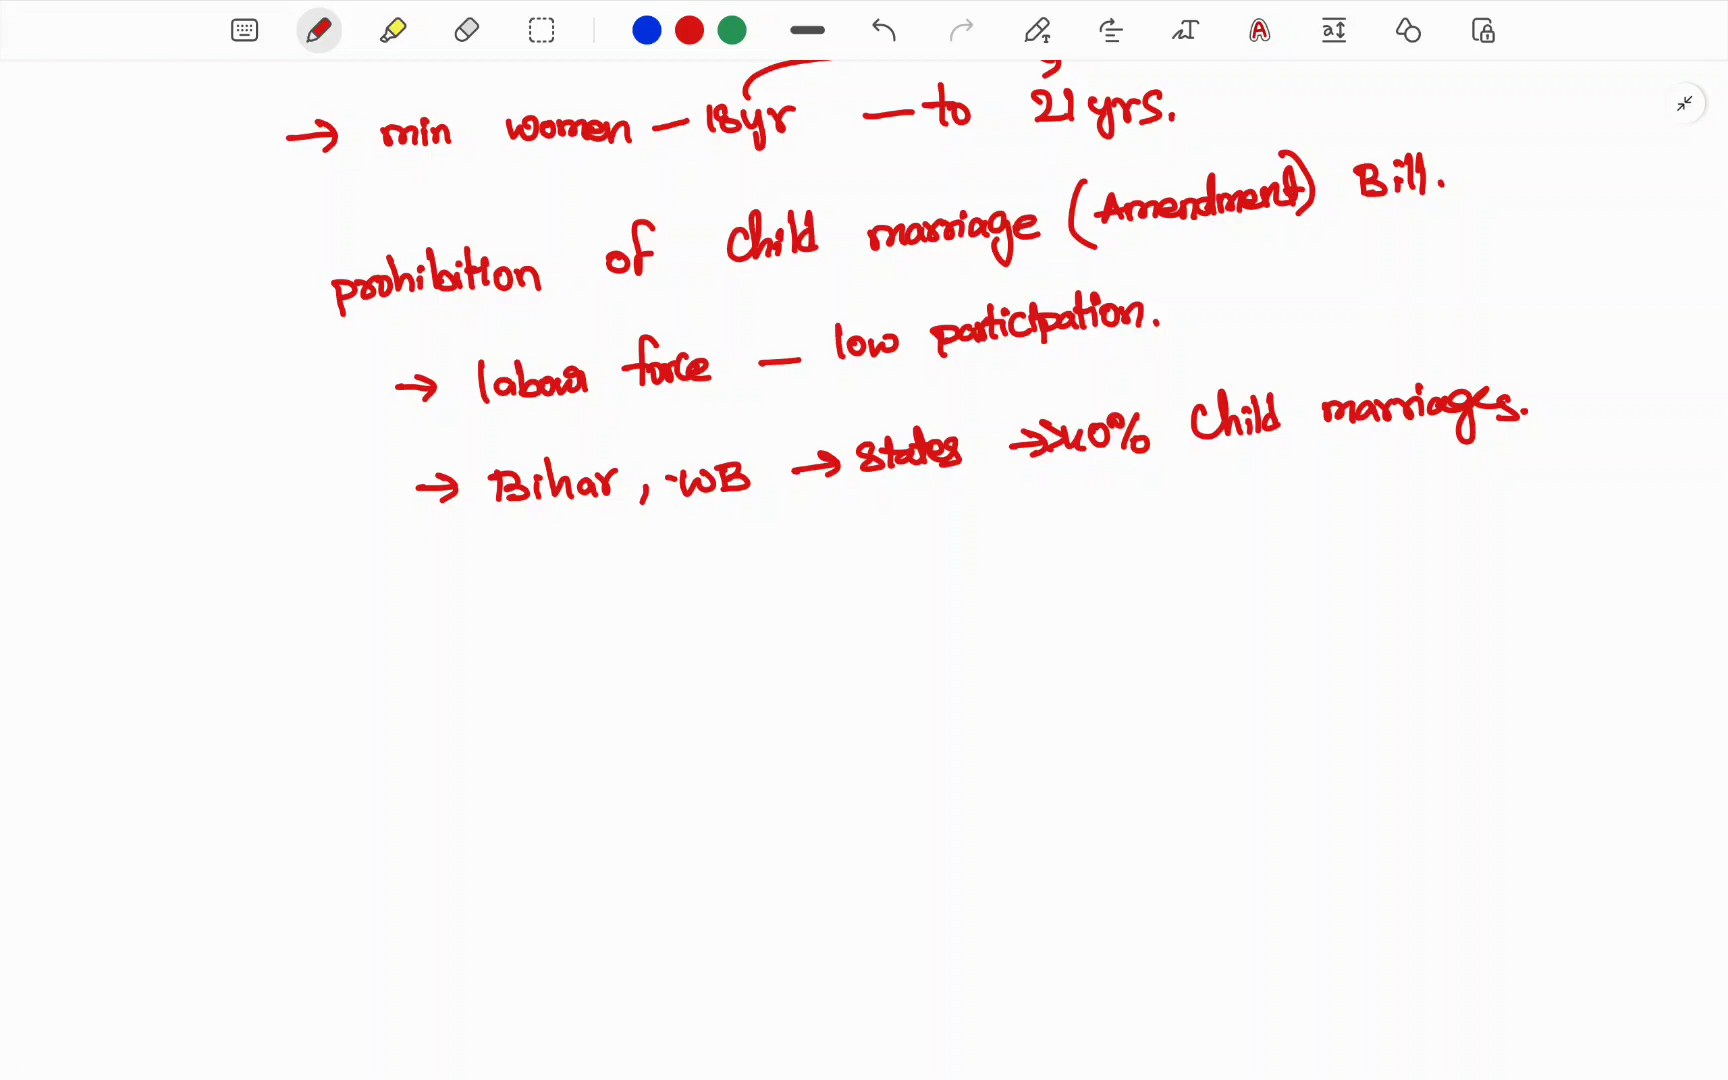 → min women - 18yr - to 21 yrs.
prohibition of Child marriage (Amendment) Bill.
→ labour force - low participation.
→ Bihar, WB → states → >40% Child marriages.